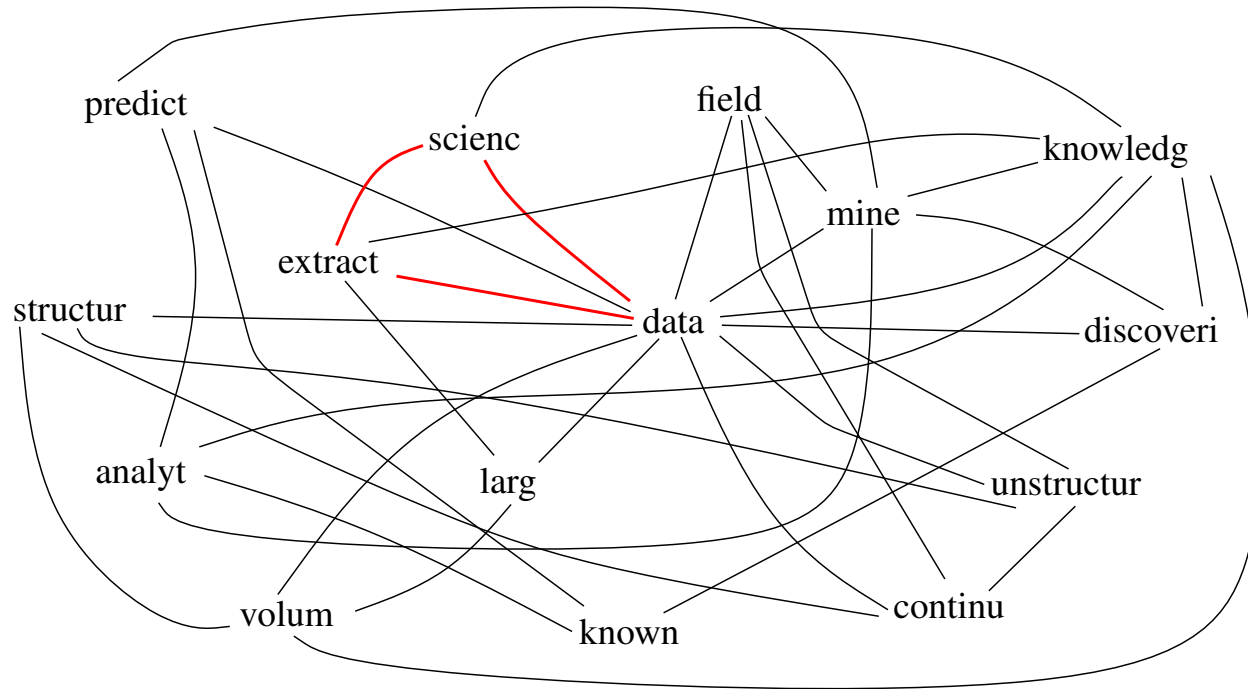 field
predict
scienc
knowledg
mine
extract
structur
data
discoveri
analyt
larg
unstructur
continu
volum
known